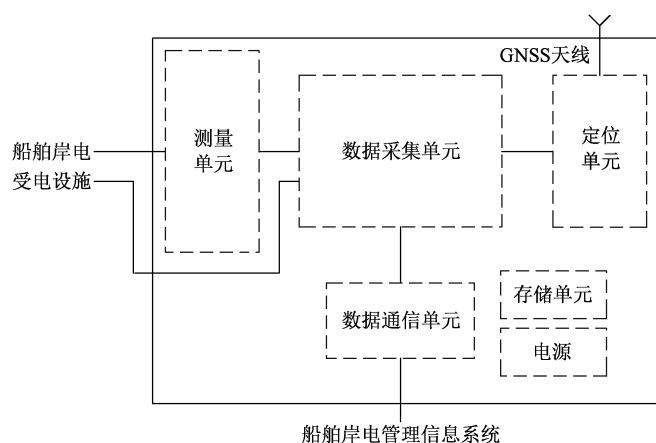 GNSS天线
测量
单元
数据采集单元
定位
单元
船舶岸电
受电设施
数据通信单元
存储单元
电源
船舶岸电管理信息系统